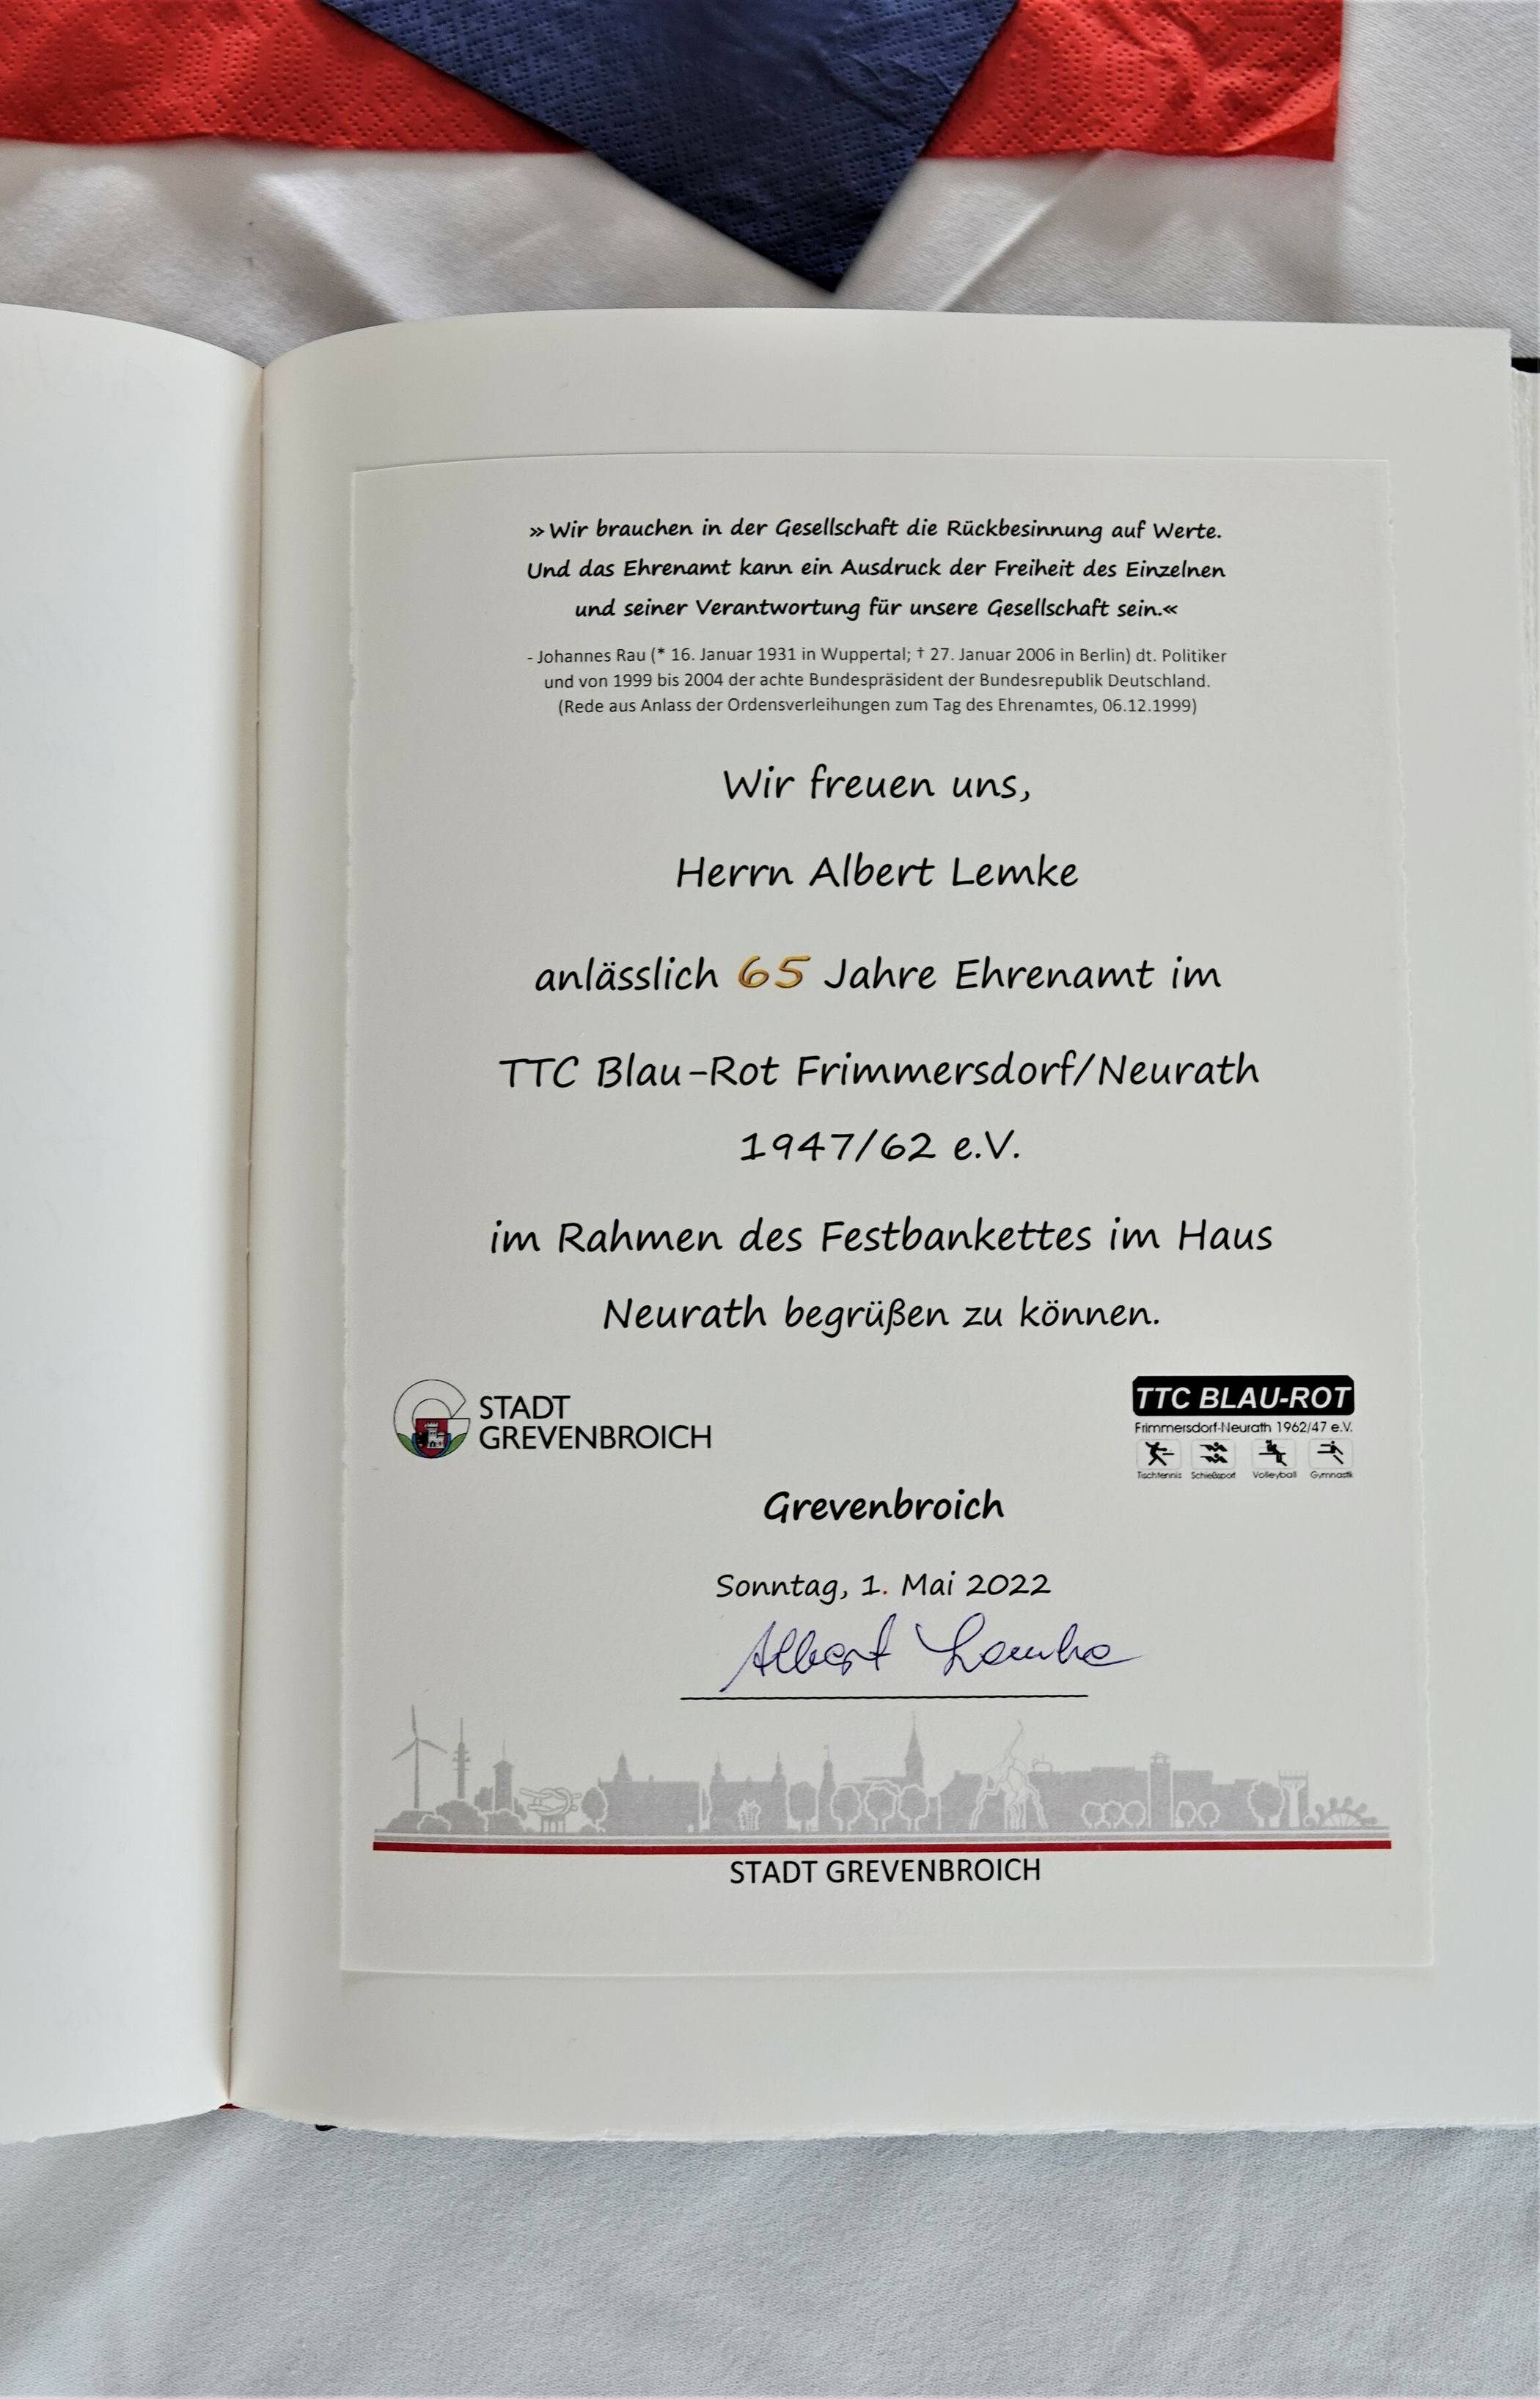 »Wir brauchen in der Gesellschaft die Rückbesinnung auf Werte.
Und das Ehrenamt kann ein Ausdruck der Freiheit des Einzelnen
und seiner Verantwortung für unsere Gesellschaft sein.«
- Johannes Rau (* 16. Januar 1931 in Wuppertal; † 27. Januar 2006 in Berlin) dt. Politiker
und von 1999 bis 2004 der achte Bundespräsident der Bundesrepublik Deutschland.
(Rede aus Anlass der Ordensverleihungen zum Tag des Ehrenamtes, 06.12.1999)
Wir freuen uns,
Herrn Albert Lemke
anlässlich 65 Jahre Ehrenamt im
TTC Blau-Rot Frimmersdorf/Neurath
1947/62 e.V.
im Rahmen des Festbankettes im Haus
Neurath begrüßen zu können.
STADT
GREVENBROICH
TTC BLAU-ROT
Frimmersdorf-Neurath 1962/47 e.V.
Tischtennis Schießsport Volleyball Gymnastik
Grevenbroich
Sonntag, 1. Mai 2022
Albert Lemke
STADT GREVENBROICH